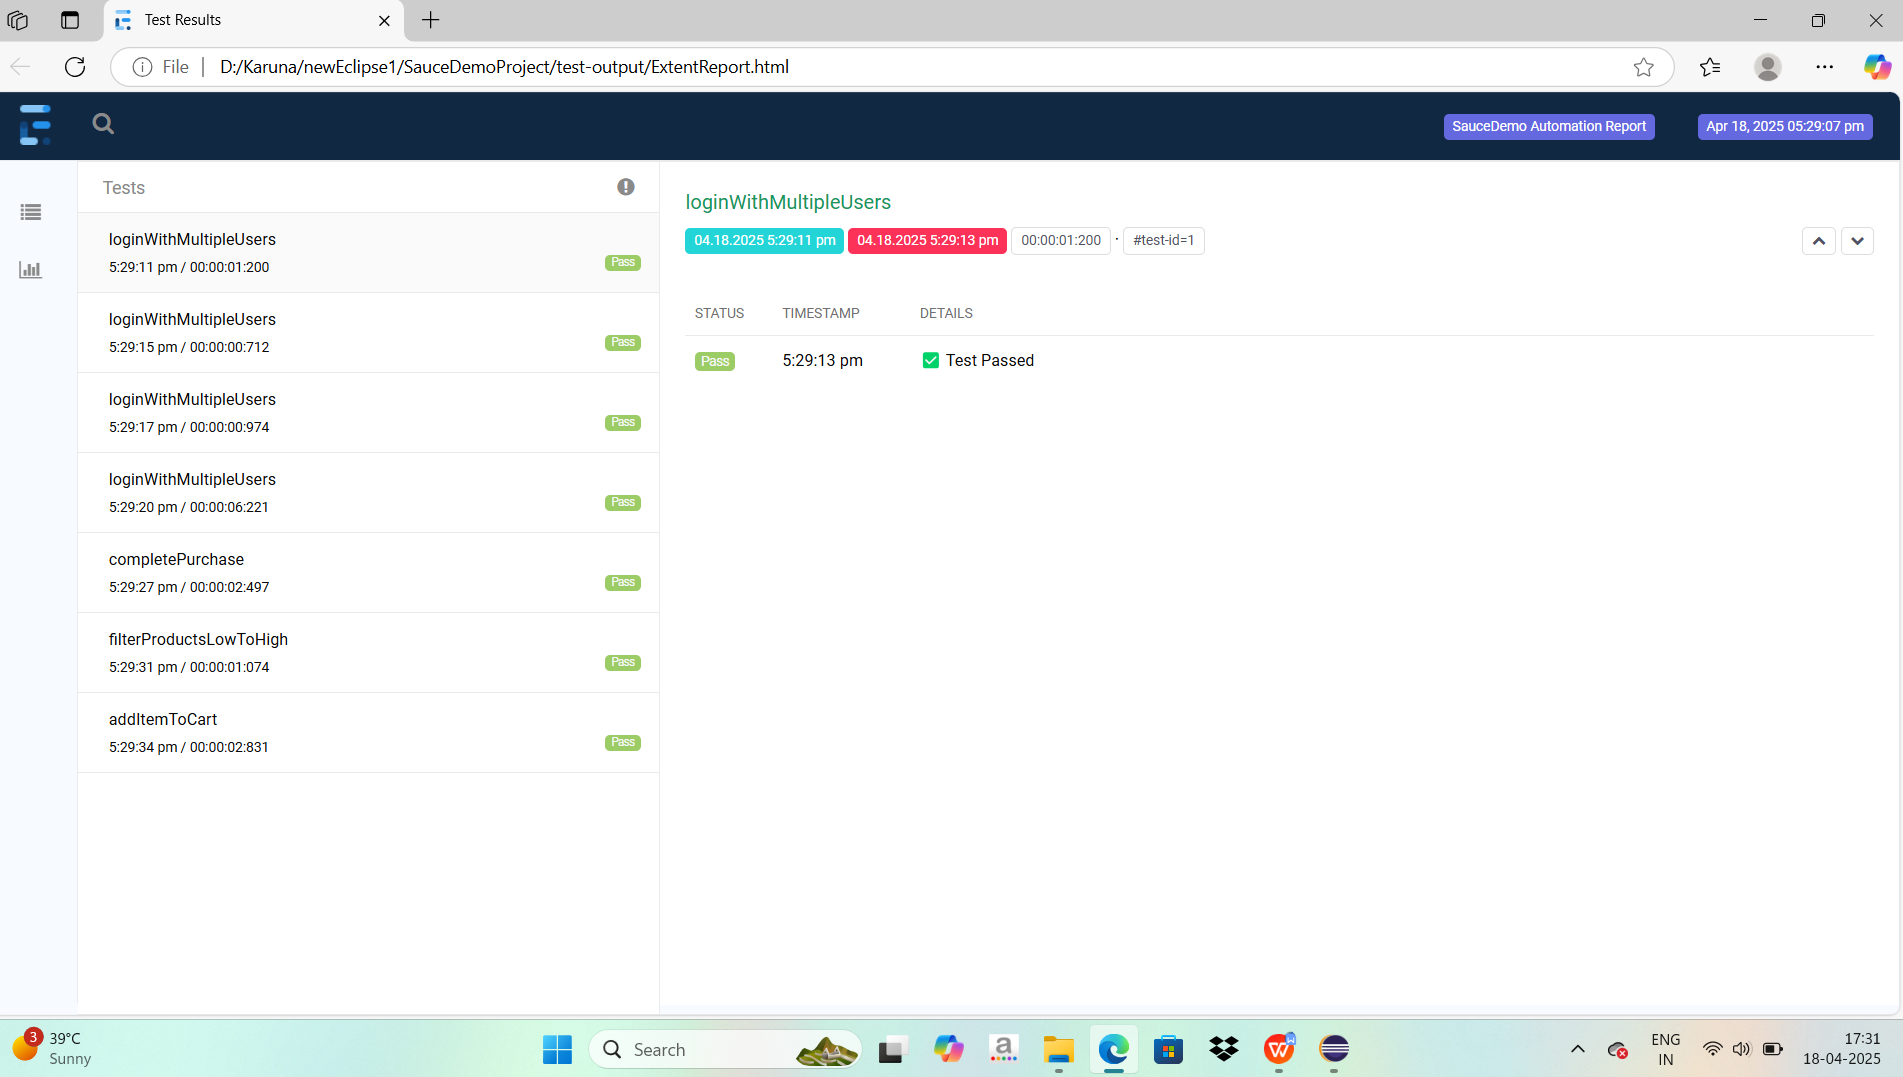 Test Results
File
D:/Karuna/newEclipse1/SauceDemoProject/test-output/ExtentReport.html
SauceDemo Automation Report
Apr 18, 2025 05:29:07 pm
Tests
loginWithMultipleUsers
5:29:11 pm / 00:00:01:200
Pass
loginWithMultipleUsers
5:29:15 pm / 00:00:00:712
Pass
loginWithMultipleUsers
5:29:17 pm / 00:00:00:974
Pass
loginWithMultipleUsers
5:29:20 pm / 00:00:06:221
Pass
completePurchase
5:29:27 pm / 00:00:02:497
Pass
filterProductsLowToHigh
5:29:31 pm / 00:00:01:074
Pass
addItemToCart
5:29:34 pm / 00:00:02:831
Pass
loginWithMultipleUsers
04.18.2025 5:29:11 pm 04.18.2025 5:29:13 pm 00:00:01:200 · #test-id=1
STATUS TIMESTAMP DETAILS
Pass 5:29:13 pm Test Passed
3
39°C
Sunny
Search
a
W
ENG
IN
17:31
18-04-2025